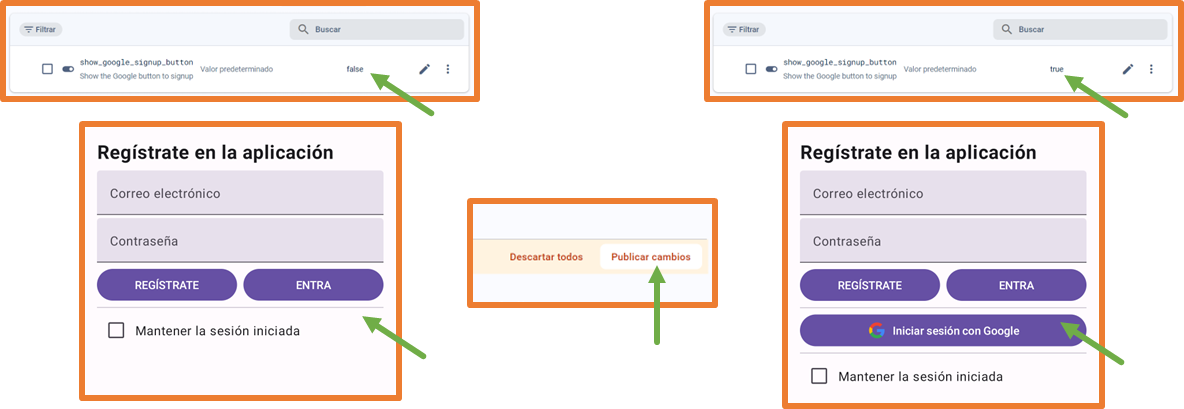 Filtrar
Buscar
show_google_signup_button
Show the Google button to signup
Valor predeterminado
false
Regístrate en la aplicación
Correo electrónico
Contraseña
REGÍSTRATE
ENTRA
Mantener la sesión iniciada
Descartar todos
Publicar cambios
Filtrar
Buscar
show_google_signup_button
Show the Google button to signup
Valor predeterminado
true
Regístrate en la aplicación
Correo electrónico
Contraseña
REGÍSTRATE
ENTRA
Iniciar sesión con Google
Mantener la sesión iniciada